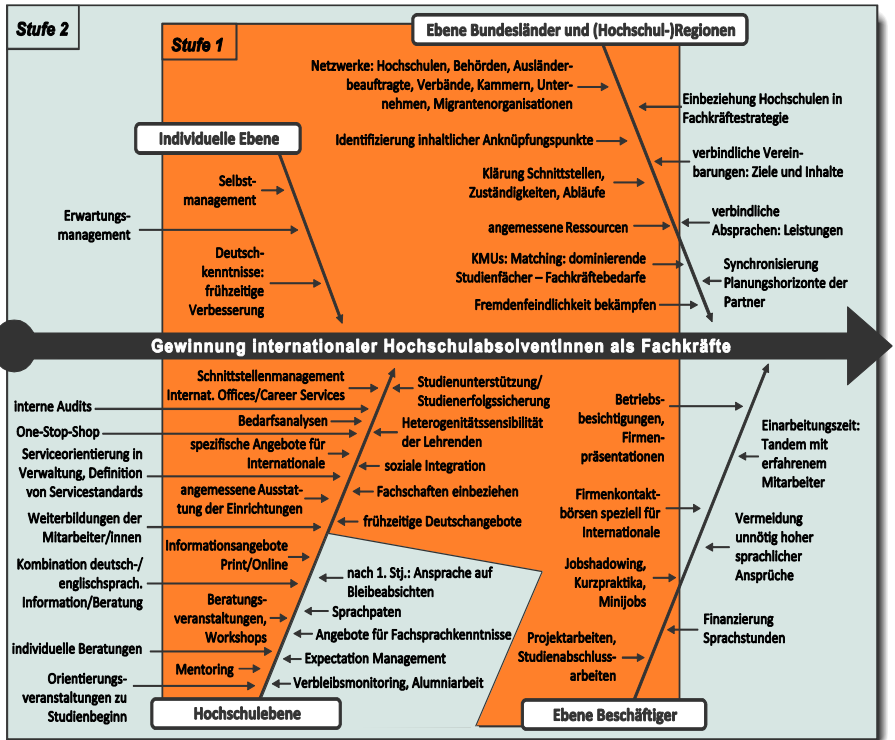 Stufe 2
Stufe 1
Ebene Bundesländer und (Hochschul-)Regionen
Netzwerke: Hochschulen, Behörden, Ausländer-
beauftragte, Verbände, Kammern, Unter-
nehmen, Migrantenorganisationen
Einbeziehung Hochschulen in
Fachkräftestrategie
Identifizierung inhaltlicher Anknüpfungspunkte
verbindliche Verein-
barungen: Ziele und Inhalte
Klärung Schnittstellen,
Zuständigkeiten, Abläufe
verbindliche
Absprachen: Leistungen
angemessene Ressourcen
KMUs: Matching: dominierende
Studienfächer – Fachkräftebedarfe
Synchronisierung
Planungshorizonte der
Partner
Fremdenfeindlichkeit bekämpfen
Individuelle Ebene
Selbst-
management
Erwartungs-
management
Deutsch-
kenntnisse:
frühzeitige
Verbesserung
Gewinnung internationaler HochschulabsolventInnen als Fachkräfte
Schnittstellenmanagement
Internat. Offices/Career Services
interne Audits
Bedarfsanalysen
One-Stop-Shop
spezifische Angebote für
Internationale
Serviceorientierung in
Verwaltung, Definition
von Servicestandards
angemessene Ausstat-
tung der Einrichtungen
Weiterbildungen der
Mitarbeiter/innen
Informationsangebote
Print/Online
Kombination deutsch-/
englischsprach.
Information/Beratung
Beratungs-
veranstaltungen,
Workshops
individuelle Beratungen
Mentoring
Orientierungs-
veranstaltungen zu
Studienbeginn
Studienunterstützung/
Studienerfolgssicherung
Heterogenitätssensibilität
der Lehrenden
soziale Integration
Fachschaften einbeziehen
frühzeitige Deutschangebote
nach 1. Stj.: Ansprache auf
Bleibeabsichten
Sprachpaten
Angebote für Fachsprachkenntnisse
Expectation Management
Verbleibsmonitoring, Alumniarbeit
Hochschulebene
Betriebs-
besichtigungen,
Firmen-
präsentationen
Einarbeitungszeit:
Tandem mit
erfahrenem
Mitarbeiter
Firmenkontakt-
börsen speziell für
Internationale
Vermeidung
unnötig hoher
sprachlicher
Ansprüche
Jobshadowing,
Kurzpraktika,
Minijobs
Finanzierung
Sprachstunden
Projektarbeiten,
Studienabschluss-
arbeiten
Ebene Beschäftiger